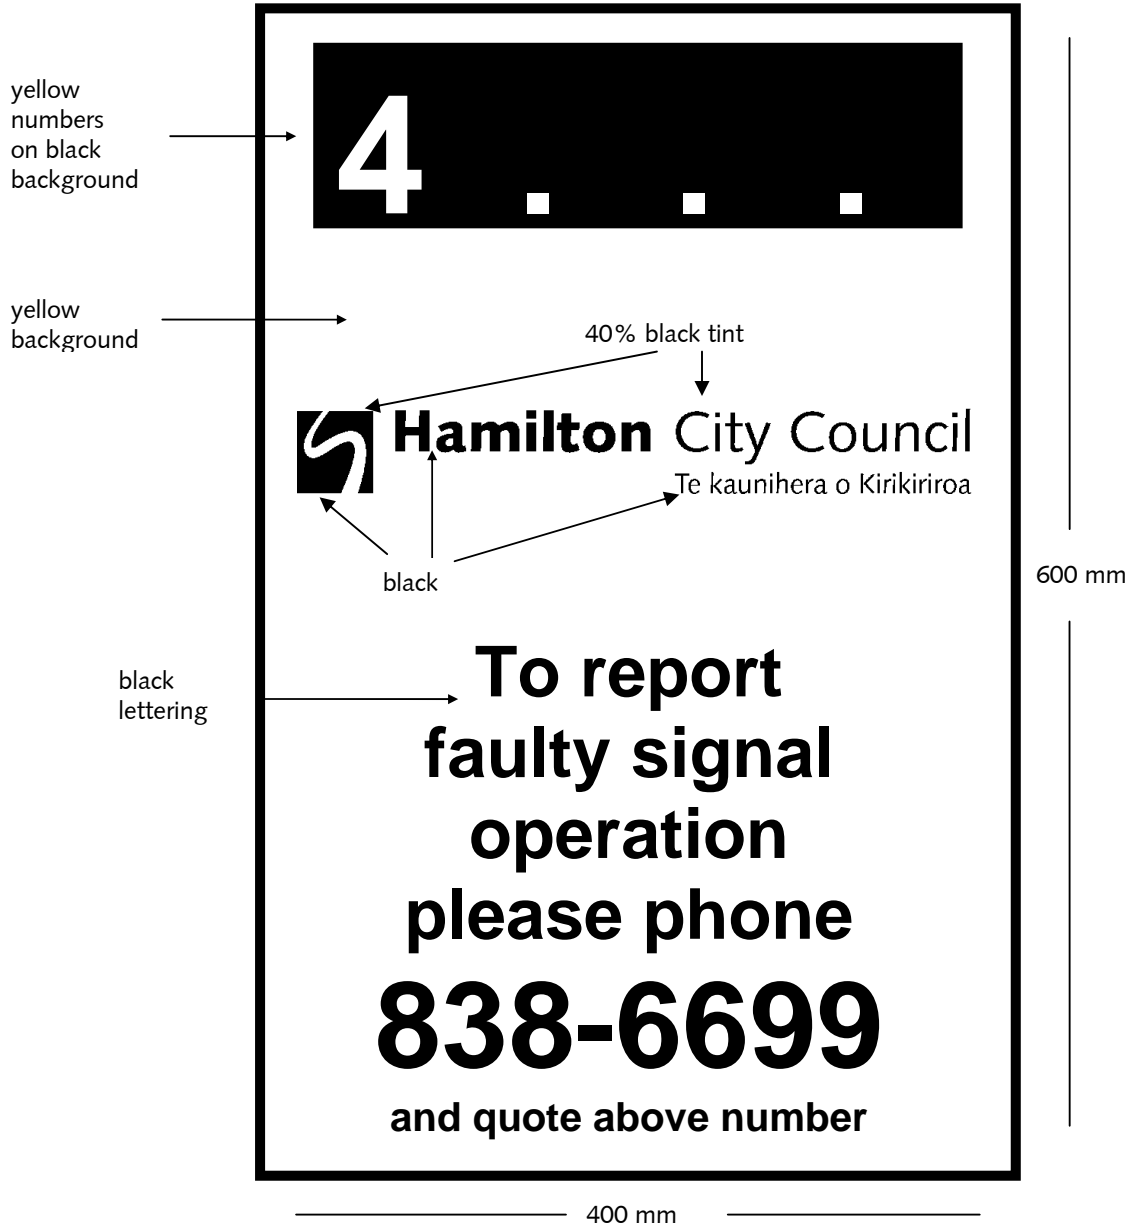 yellow
numbers
on black
background
4 . . .
yellow
background
40% black tint
Hamilton City Council
Te kaunihera o Kirikiriroa
black
600 mm
black
lettering
To report
faulty signal
operation
please phone
838-6699
and quote above number
400 mm